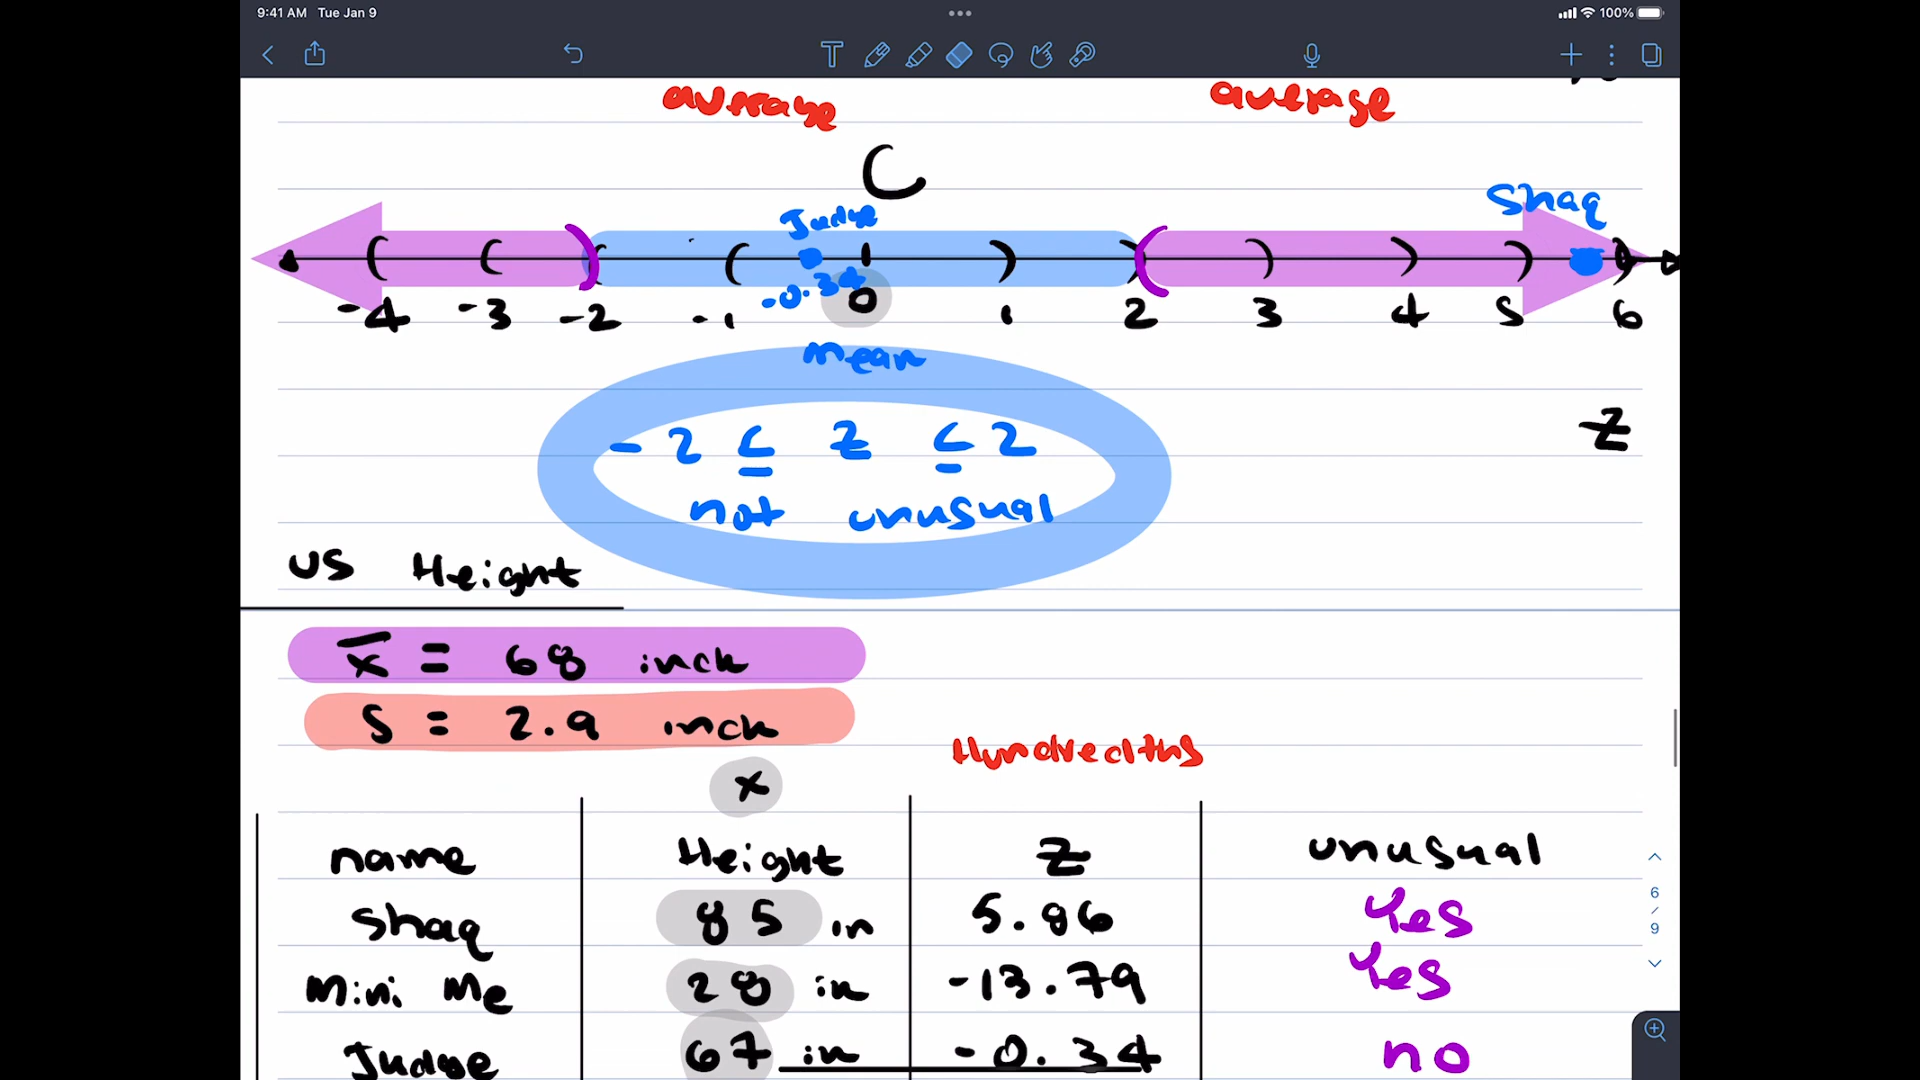 9:41 AM Tue Jan 9
100%
average average
C
Judge Shaq
-0.34
-4 -3 -2 -1 0 1 2 3 4 5 6
mean
-2 ≤ z ≤ 2
z
not unusual
US Height
x̄ = 68 inch
S = 2.9 inch
Hundredths
x
name Height z unusual
Shaq 85 in 5.86 Yes
Mini Me 28 in -13.79 Yes
Judge 67 in -0.34 no
6 / 9